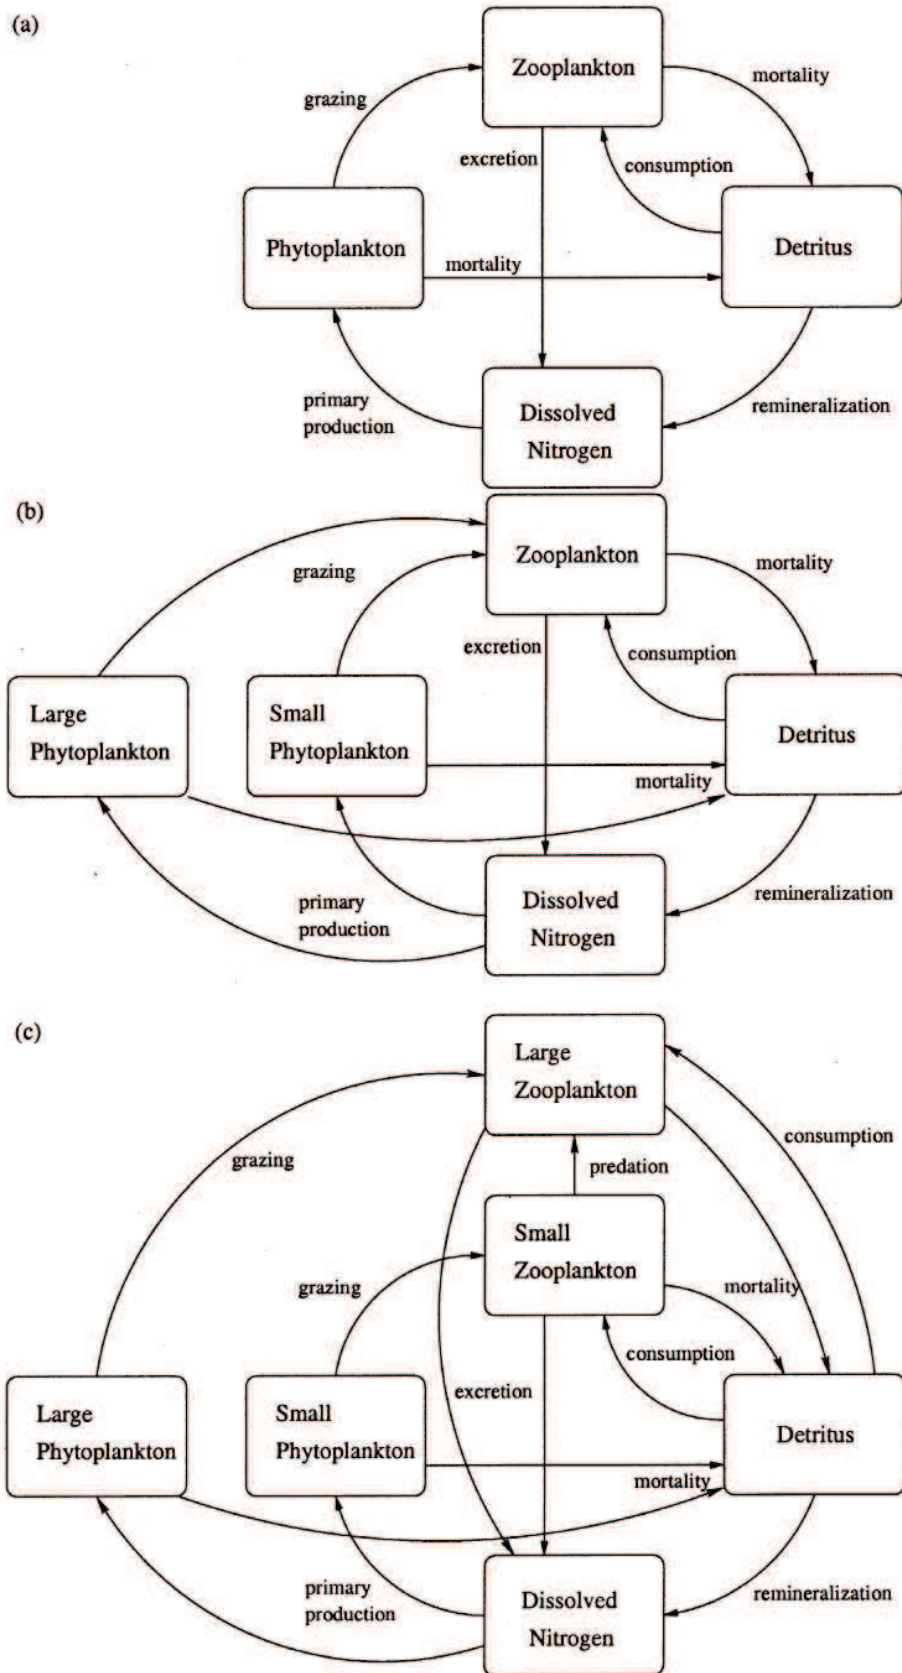 (a)
Zooplankton
mortality
grazing
excretion
consumption
Phytoplankton
Detritus
mortality
primary
production
Dissolved
Nitrogen
remineralization
(b)
Zooplankton
mortality
grazing
excretion
consumption
Large
Phytoplankton
Small
Phytoplankton
Detritus
mortality
primary
production
Dissolved
Nitrogen
remineralization
(c)
Large
Zooplankton
consumption
grazing
predation
Small
Zooplankton
grazing
mortality
consumption
excretion
Large
Phytoplankton
Small
Phytoplankton
Detritus
mortality
primary
production
Dissolved
Nitrogen
remineralization